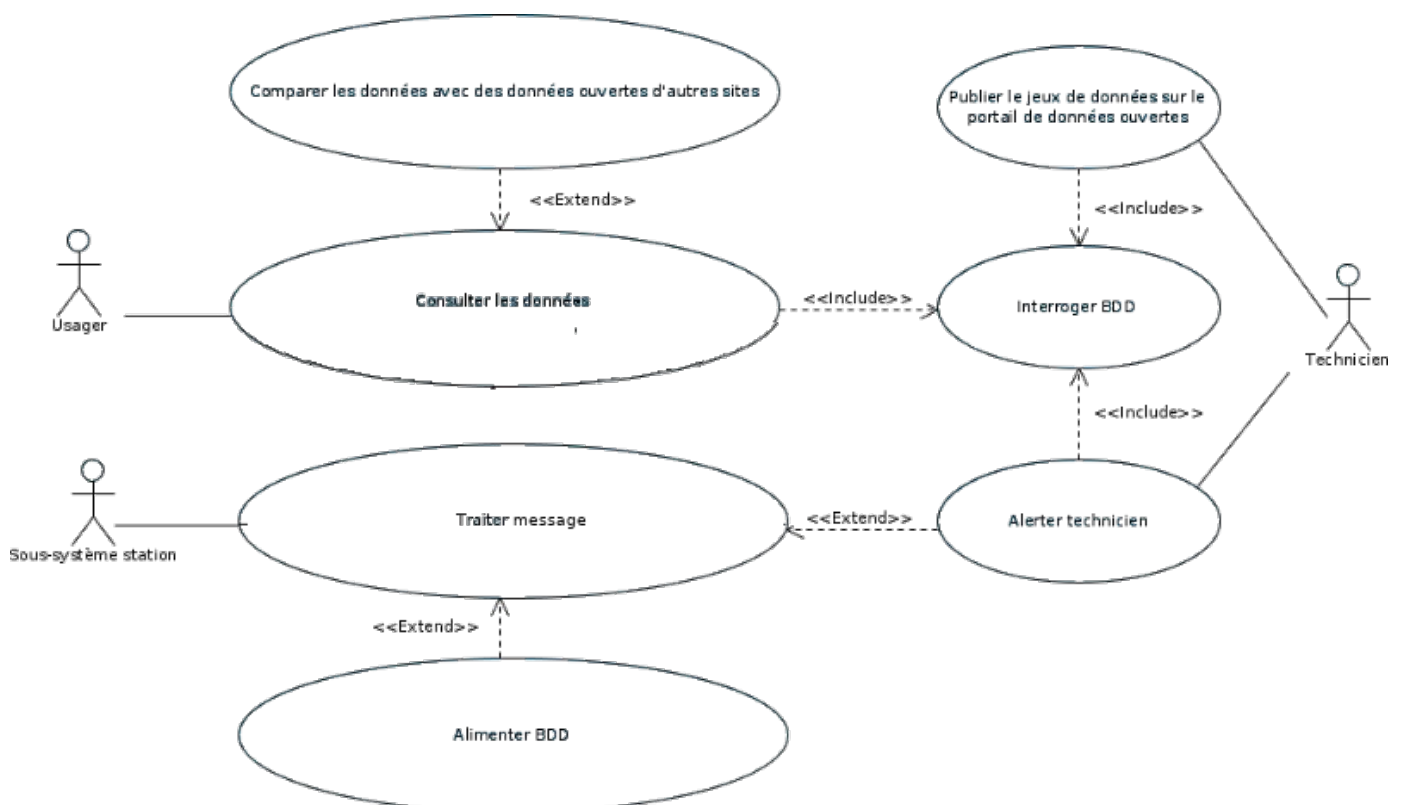 Comparer les données avec des données ouvertes d'autres sites
Publier le jeux de données sur le
portail de données ouvertes
<<Extend>>
<<Include>>
Usager
Consulter les données
<<Include>>
Interroger BDD
Technicien
<<Include>>
Sous-système station
Traiter message
<<Extend>>
Alerter technicien
<<Extend>>
Alimenter BDD